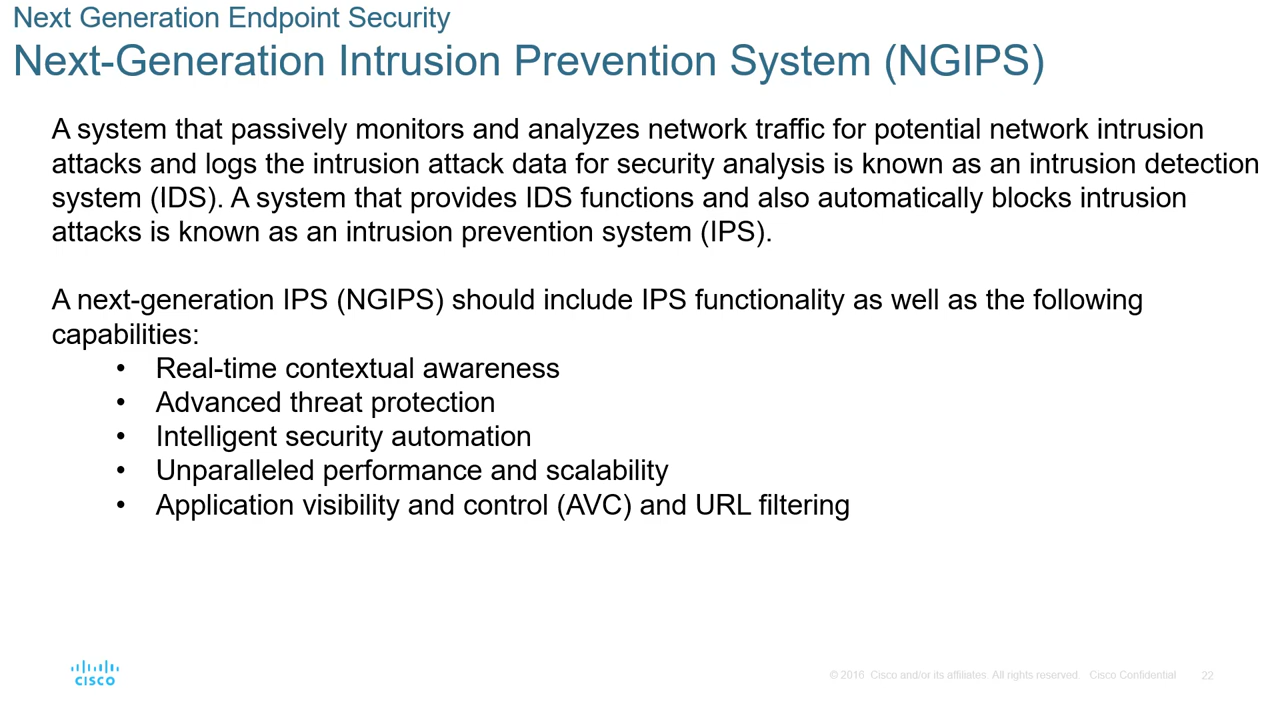 Next Generation Endpoint Security
Next-Generation Intrusion Prevention System (NGIPS)
A system that passively monitors and analyzes network traffic for potential network intrusion
attacks and logs the intrusion attack data for security analysis is known as an intrusion detection
system (IDS). A system that provides IDS functions and also automatically blocks intrusion
attacks is known as an intrusion prevention system (IPS).
A next-generation IPS (NGIPS) should include IPS functionality as well as the following
capabilities:
• Real-time contextual awareness
• Advanced threat protection
• Intelligent security automation
• Unparalleled performance and scalability
• Application visibility and control (AVC) and URL filtering
CISCO
© 2016 Cisco and/or its affiliates. All rights reserved. Cisco Confidential 22